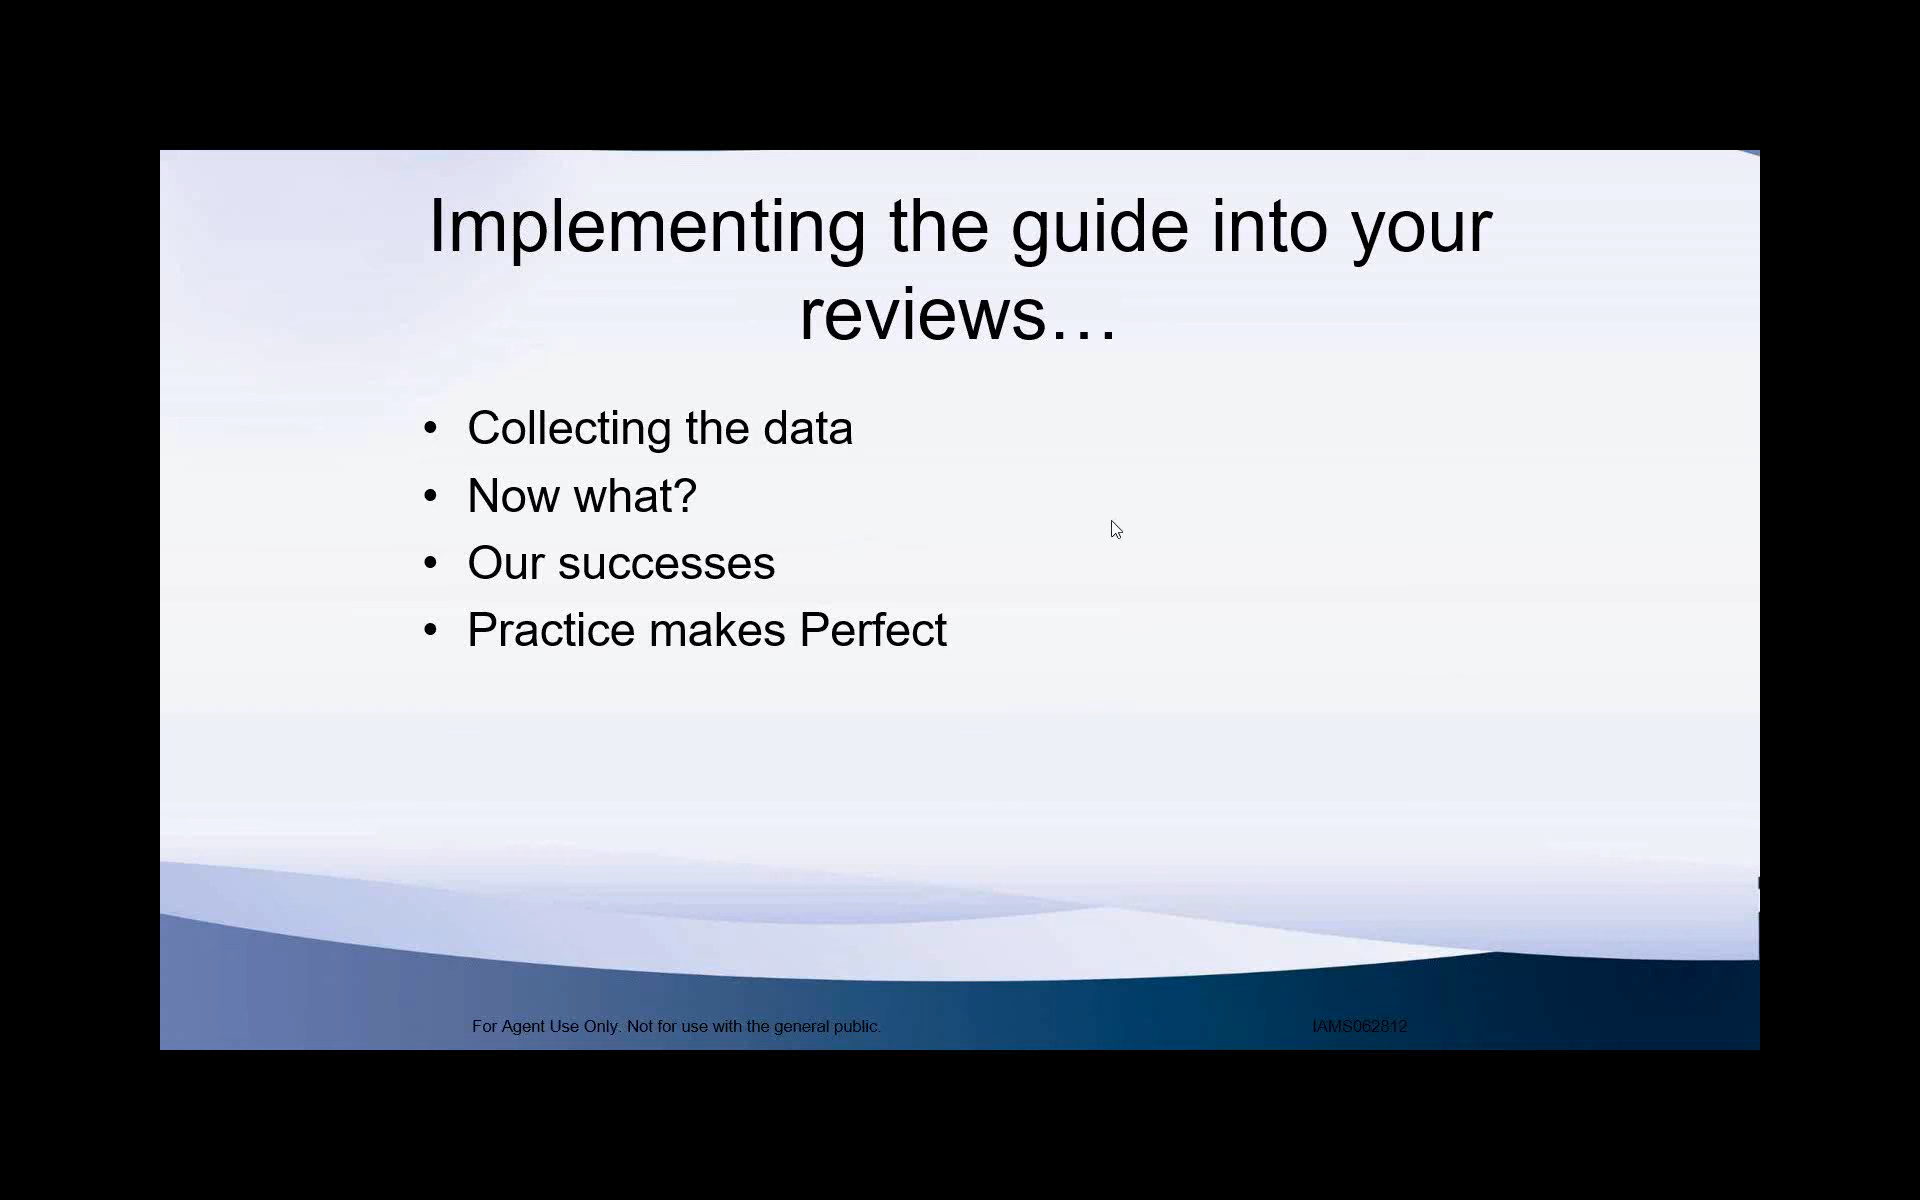 Implementing the guide into your
reviews…
• Collecting the data
• Now what?
• Our successes
• Practice makes Perfect
For Agent Use Only. Not for use with the general public.
IAMS062812